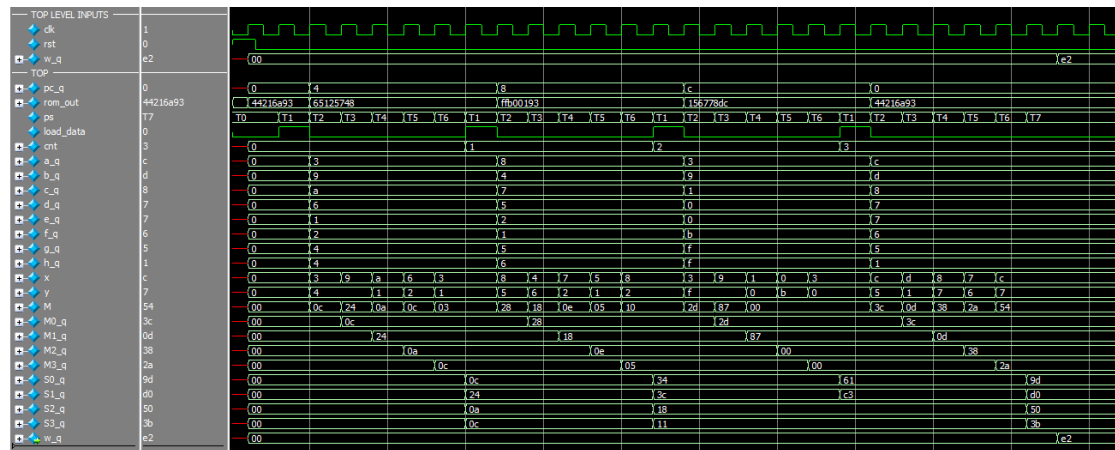 TOP LEVEL INPUTS
clk 1
rst 0
w_q e2 00 e2
TOP
pc_q 0 0 4 8 c 0
rom_out 44216a93 44216a93 65125748 ffb00193 156778dc 44216a93
ps T7 T0 T1 T2 T3 T4 T5 T6 T1 T2 T3 T4 T5 T6 T1 T2 T3 T4 T5 T6 T1 T2 T3 T4 T5 T6 T7
load_data 0
cnt 3 0 1 2 3
a_q c 0 3 8 3 c
b_q d 0 9 4 9 d
c_q 8 0 a 7 1 8
d_q 7 0 6 5 0 7
e_q 7 0 1 2 0 7
f_q 6 0 2 1 b 6
g_q 5 0 4 5 f 5
h_q 1 0 4 6 f 1
x c 0 3 9 a 6 3 8 4 7 5 8 3 9 1 0 3 c d 8 7 c
y 7 0 4 1 2 1 5 6 2 1 2 f 0 b 0 5 1 7 6 7
M 54 00 0c 24 0a 0c 03 28 18 0e 05 10 2d 87 00 3c 0d 38 2a 54
M0_q 3c 00 0c 28 2d 3c
M1_q 0d 00 24 18 87 0d
M2_q 38 00 0a 0e 00 38
M3_q 2a 00 0c 05 00 2a
S0_q 9d 00 0c 34 61 9d
S1_q d0 00 24 3c c3 d0
S2_q 50 00 0a 18 50
S3_q 3b 00 0c 11 3b
w_q e2 00 e2